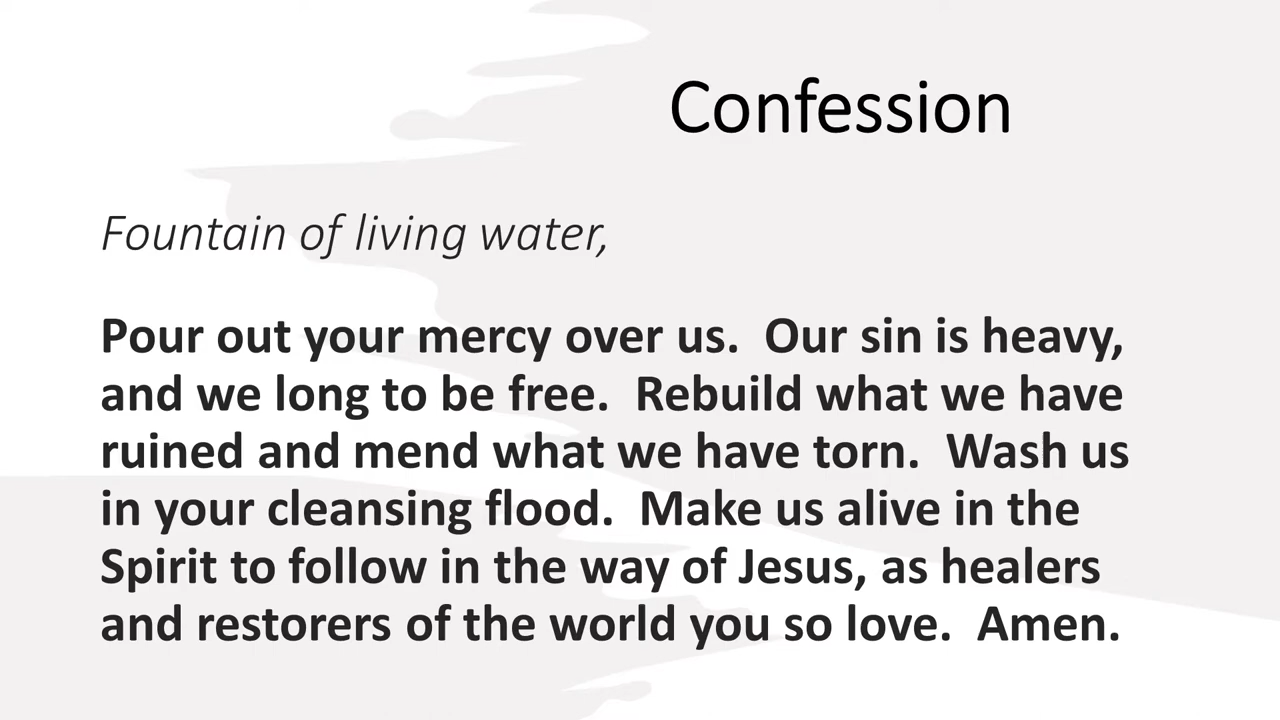 Confession
Fountain of living water,
Pour out your mercy over us.  Our sin is heavy,
and we long to be free.  Rebuild what we have
ruined and mend what we have torn.  Wash us
in your cleansing flood.  Make us alive in the
Spirit to follow in the way of Jesus, as healers
and restorers of the world you so love.  Amen.